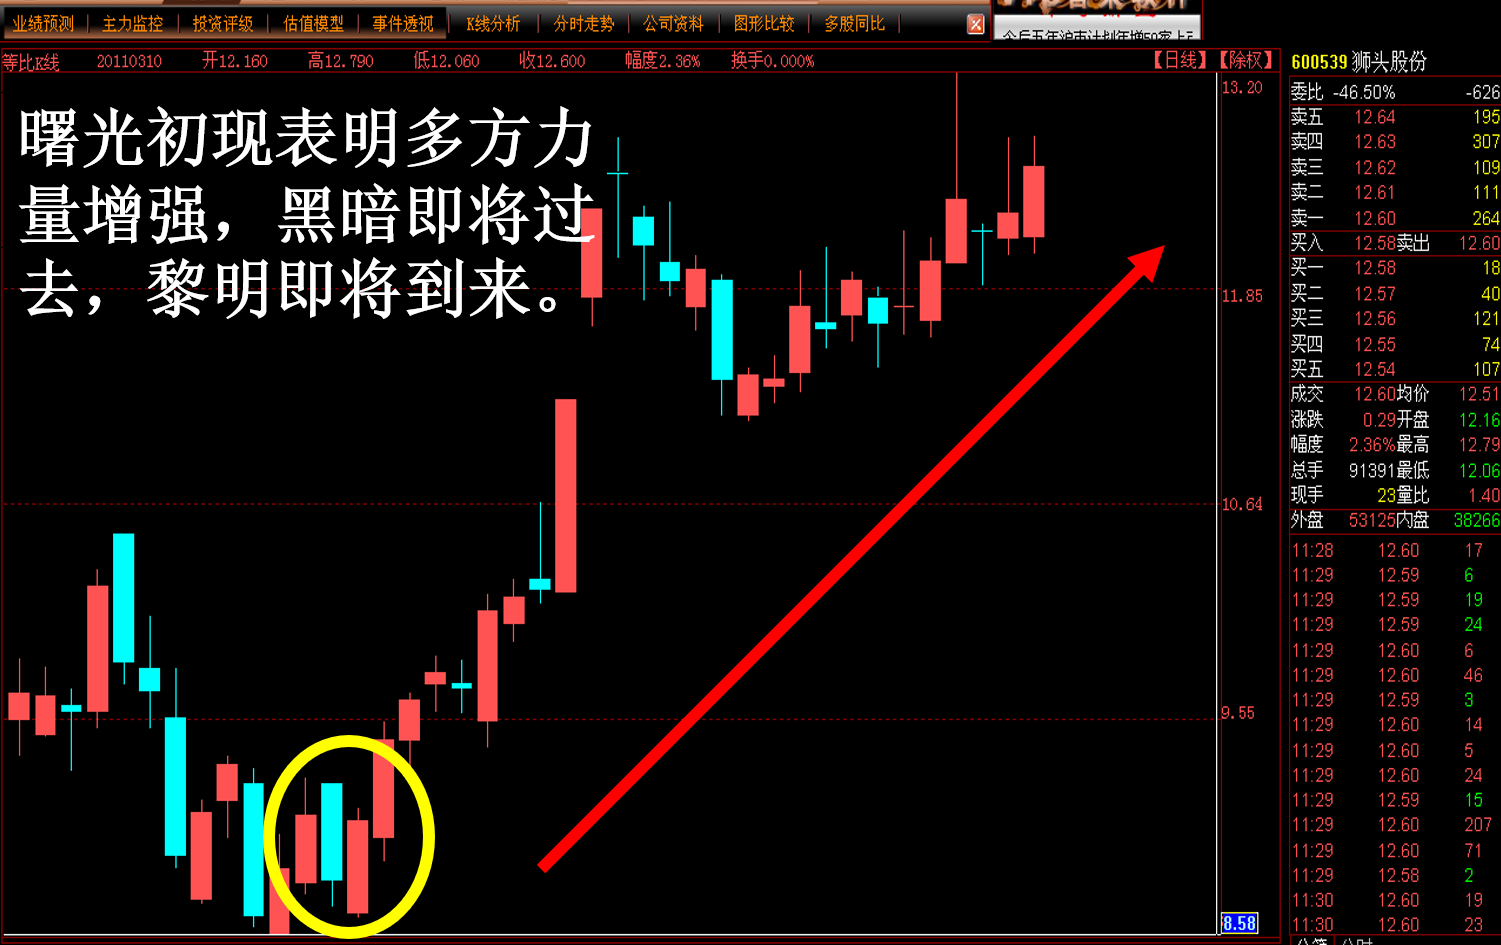 业绩预测 主力监控 投资评级 估值模型 事件透视 K线分析 分时走势 公司资料 图形比较 多股同比
等比K线 20110310 开12.160 高12.790 低12.060 收12.600 幅度2.36% 换手0.000% 【日线】【除权】
曙光初现表明多方力
量增强，黑暗即将过
去，黎明即将到来。
13.20
11.85
10.64
9.55
8.58
600539 狮头股份
委比 -46.50% -626
卖五 12.64 195
卖四 12.63 307
卖三 12.62 109
卖二 12.61 111
卖一 12.60 264
买入 12.58 卖出 12.60
买一 12.58 18
买二 12.57 40
买三 12.56 121
买四 12.55 74
买五 12.54 107
成交 12.60 均价 12.51
涨跌 0.29 开盘 12.16
幅度 2.36% 最高 12.79
总手 91391 最低 12.06
现手 23 量比 1.40
外盘 53125 内盘 38266
11:28 12.60 17
11:29 12.59 6
11:29 12.59 19
11:29 12.59 24
11:29 12.60 6
11:29 12.60 46
11:29 12.59 3
11:29 12.60 14
11:29 12.60 5
11:29 12.60 24
11:29 12.59 15
11:29 12.60 207
11:29 12.60 71
11:29 12.58 2
11:30 12.60 19
11:30 12.60 23